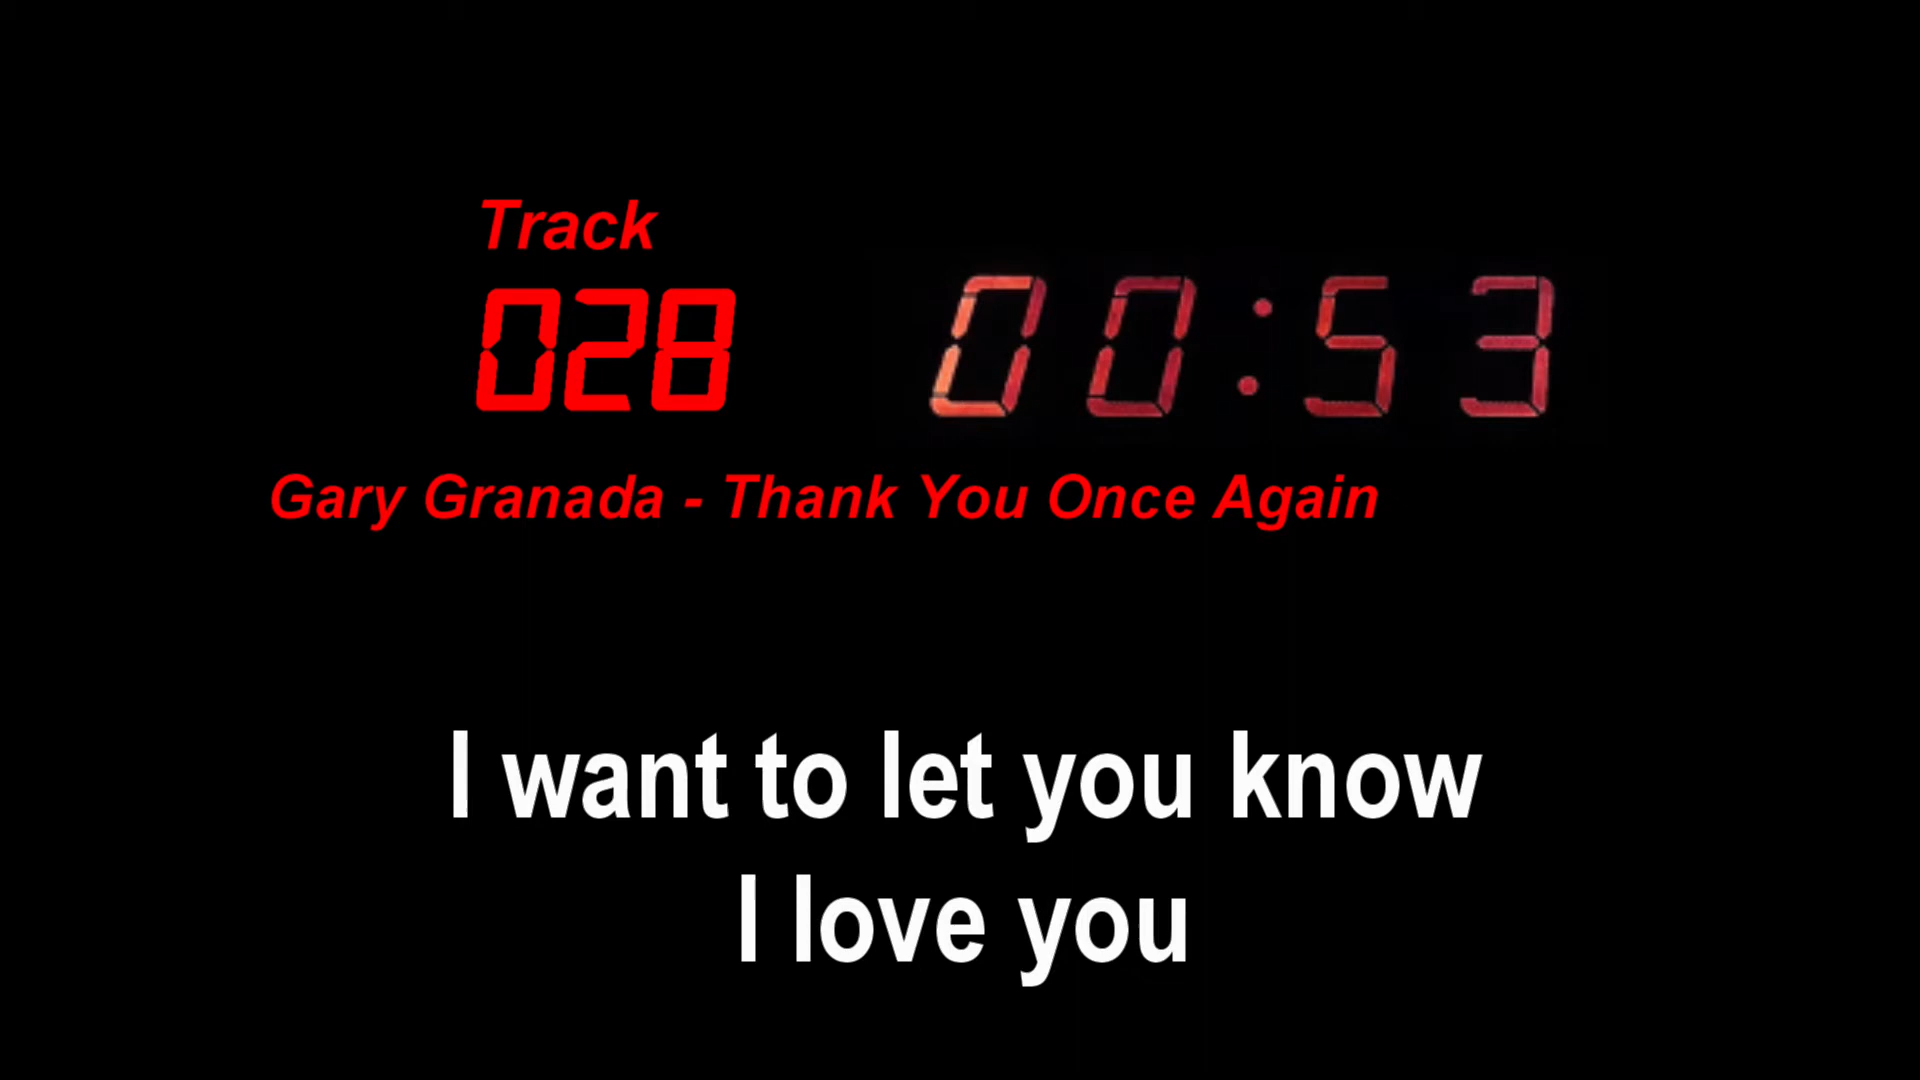 Track
028
00:53
Gary Granada - Thank You Once Again
I want to let you know
I love you